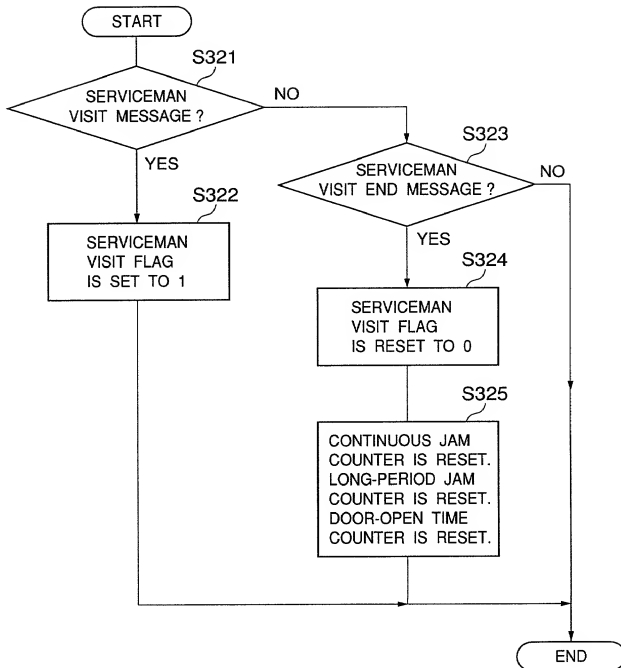 START
S321
SERVICEMAN
VISIT MESSAGE ?
NO
YES
S323
SERVICEMAN
VISIT END MESSAGE ?
NO
YES
S322
SERVICEMAN
VISIT FLAG
IS SET TO 1
S324
SERVICEMAN
VISIT FLAG
IS RESET TO 0
S325
CONTINUOUS JAM
COUNTER IS RESET.
LONG-PERIOD JAM
COUNTER IS RESET.
DOOR-OPEN TIME
COUNTER IS RESET.
END